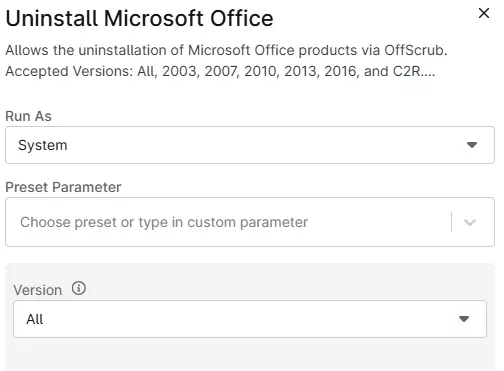 Uninstall Microsoft Office
Allows the uninstallation of Microsoft Office products via OffScrub.
Accepted Versions: All, 2003, 2007, 2010, 2013, 2016, and C2R....
Run As
System
Preset Parameter
Choose preset or type in custom parameter
Version
All